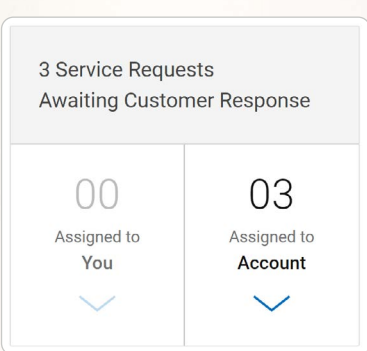 3 Service Requests
Awaiting Customer Response
00
Assigned to
You
03
Assigned to
Account